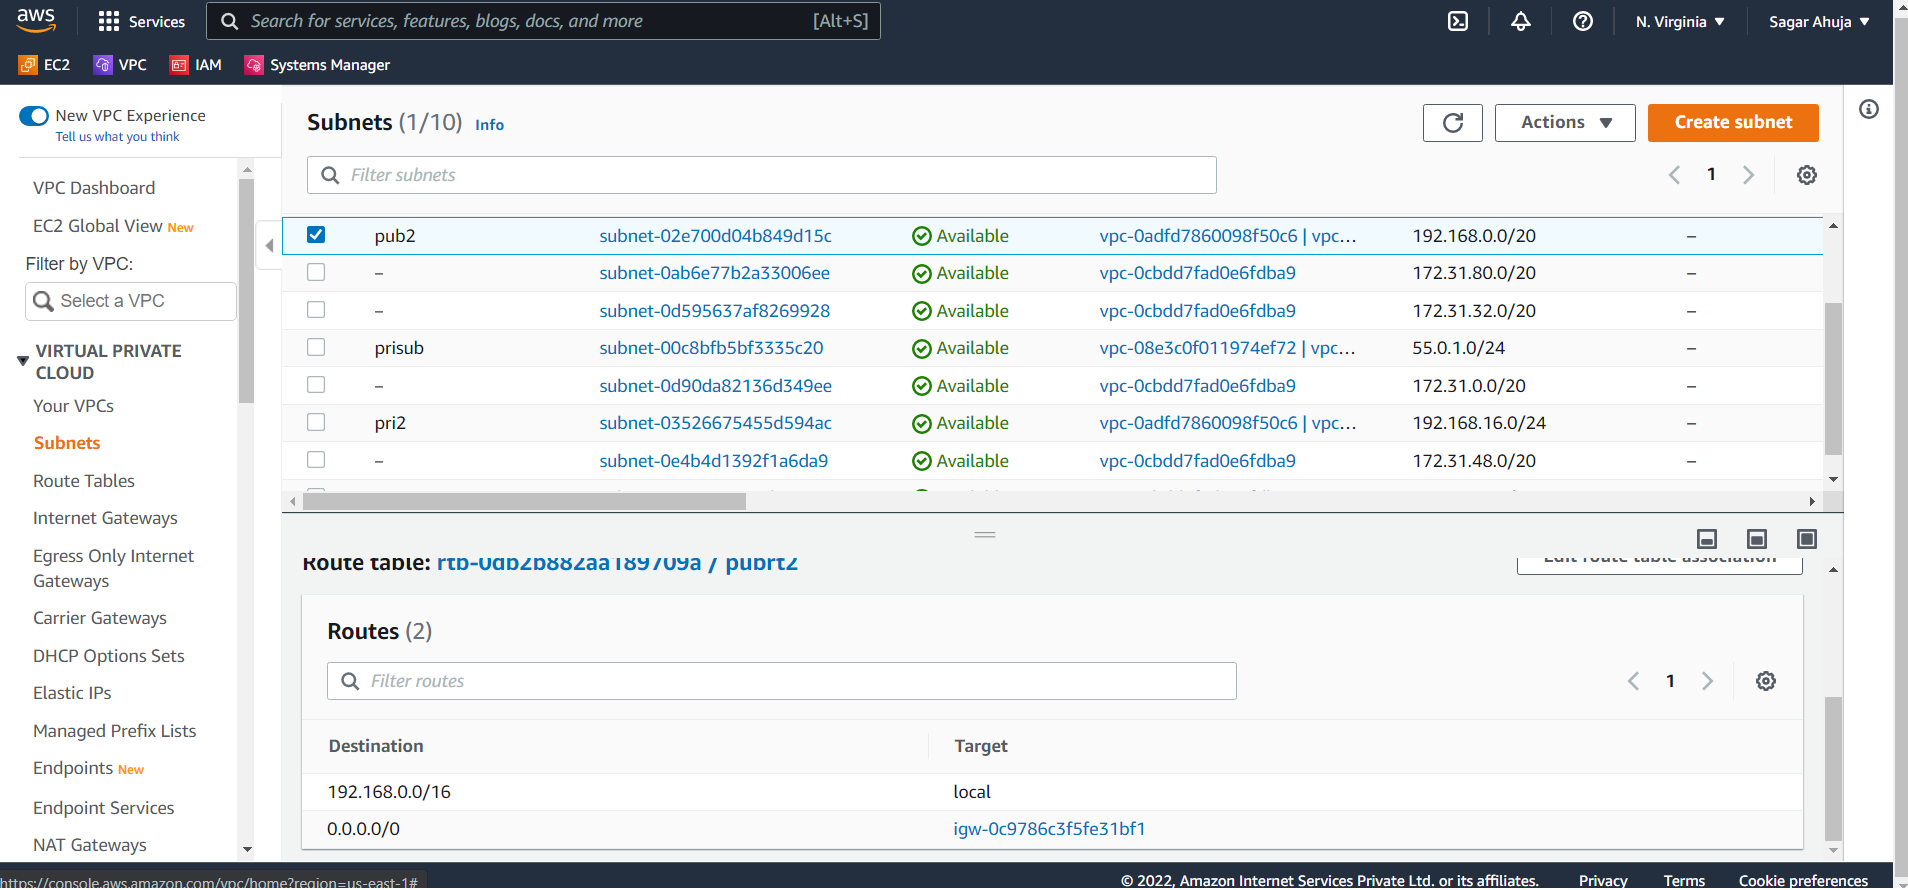 aws
Services
Search for services, features, blogs, docs, and more
[Alt+S]
N. Virginia
Sagar Ahuja
EC2
VPC
IAM
Systems Manager
New VPC Experience
Tell us what you think
VPC Dashboard
EC2 Global View New
Filter by VPC:
Select a VPC
VIRTUAL PRIVATE
CLOUD
Your VPCs
Subnets
Route Tables
Internet Gateways
Egress Only Internet
Gateways
Carrier Gateways
DHCP Options Sets
Elastic IPs
Managed Prefix Lists
Endpoints New
Endpoint Services
NAT Gateways
Subnets (1/10) Info
Actions
Create subnet
Filter subnets
1
pub2 subnet-02e700d04b849d15c Available vpc-0adfd7860098f50c6 | vpc... 192.168.0.0/20 –
– subnet-0ab6e77b2a33006ee Available vpc-0cbdd7fad0e6fdba9 172.31.80.0/20 –
– subnet-0d595637af8269928 Available vpc-0cbdd7fad0e6fdba9 172.31.32.0/20 –
prisub subnet-00c8bfb5bf3335c20 Available vpc-08e3c0f011974ef72 | vpc... 55.0.1.0/24 –
– subnet-0d90da82136d349ee Available vpc-0cbdd7fad0e6fdba9 172.31.0.0/20 –
pri2 subnet-03526675455d594ac Available vpc-0adfd7860098f50c6 | vpc... 192.168.16.0/24 –
– subnet-0e4b4d1392f1a6da9 Available vpc-0cbdd7fad0e6fdba9 172.31.48.0/20 –
Route table: rtb-0db2b882aa189709a / pubrt2
Edit route table association
Routes (2)
Filter routes
1
Destination Target
192.168.0.0/16 local
0.0.0.0/0 igw-0c9786c3f5fe31bf1
https://console.aws.amazon.com/vpc/home?region=us-east-1#
© 2022, Amazon Internet Services Private Ltd. or its affiliates.
Privacy
Terms
Cookie preferences